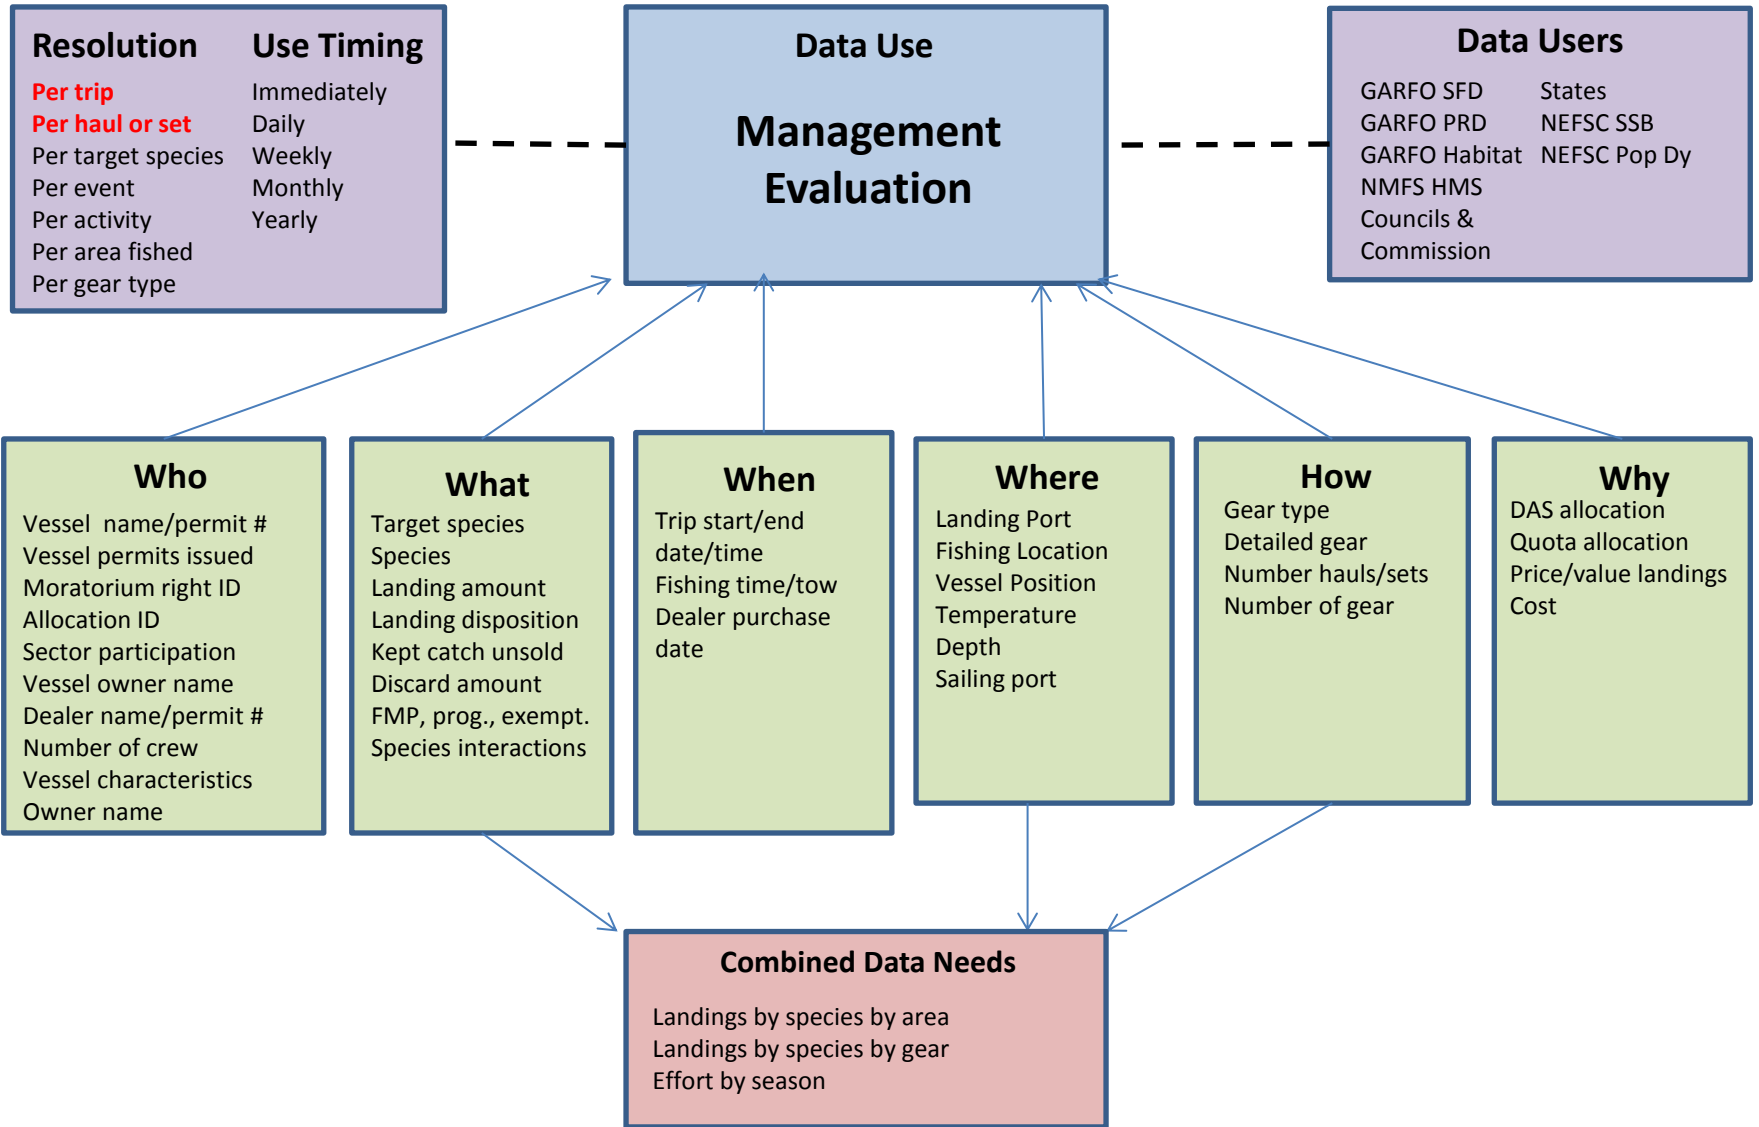 Resolution
Use Timing
Per trip
Immediately
Per haul or set
Daily
Per target species
Weekly
Per event
Monthly
Per activity
Yearly
Per area fished
Per gear type
Data Use
Management
Evaluation
Data Users
GARFO SFD
States
GARFO PRD
NEFSC SSB
GARFO Habitat
NEFSC Pop Dy
NMFS HMS
Councils &
Commission
Who
Vessel name/permit #
Vessel permits issued
Moratorium right ID
Allocation ID
Sector participation
Vessel owner name
Dealer name/permit #
Number of crew
Vessel characteristics
Owner name
What
Target species
Species
Landing amount
Landing disposition
Kept catch unsold
Discard amount
FMP, prog., exempt.
Species interactions
When
Trip start/end
date/time
Fishing time/tow
Dealer purchase
date
Where
Landing Port
Fishing Location
Vessel Position
Temperature
Depth
Sailing port
How
Gear type
Detailed gear
Number hauls/sets
Number of gear
Why
DAS allocation
Quota allocation
Price/value landings
Cost
Combined Data Needs
Landings by species by area
Landings by species by gear
Effort by season